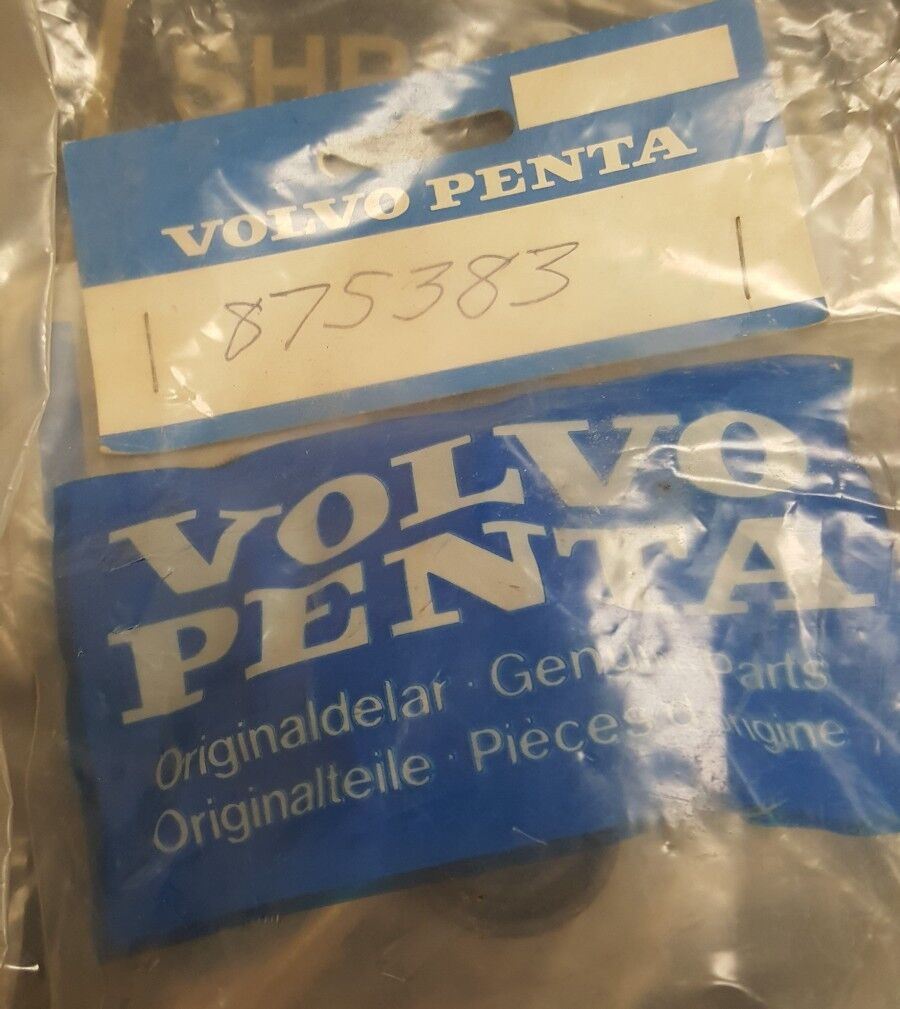 VOLVO PENTA
875383
VOLVO
PENTA
Originaldelar · Genuine Parts
Originalteile · Pièces d'origine